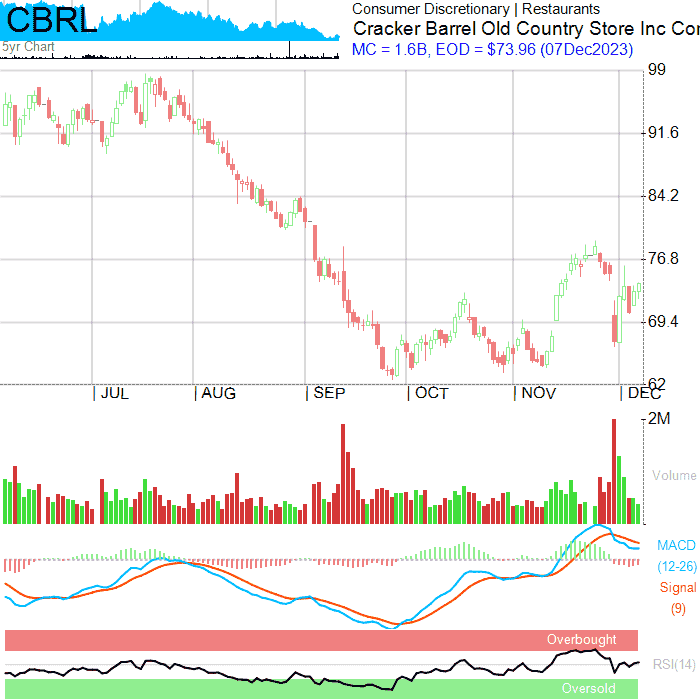 CBRL
5yr Chart
Consumer Discretionary | Restaurants
Cracker Barrel Old Country Store Inc Cor
MC = 1.6B, EOD = $73.96 (07Dec2023)
99
91.6
84.2
76.8
69.4
62
JUL AUG SEP OCT NOV DEC
2M
Volume
MACD
(12-26)
Signal
(9)
Overbought
RSI(14)
Oversold